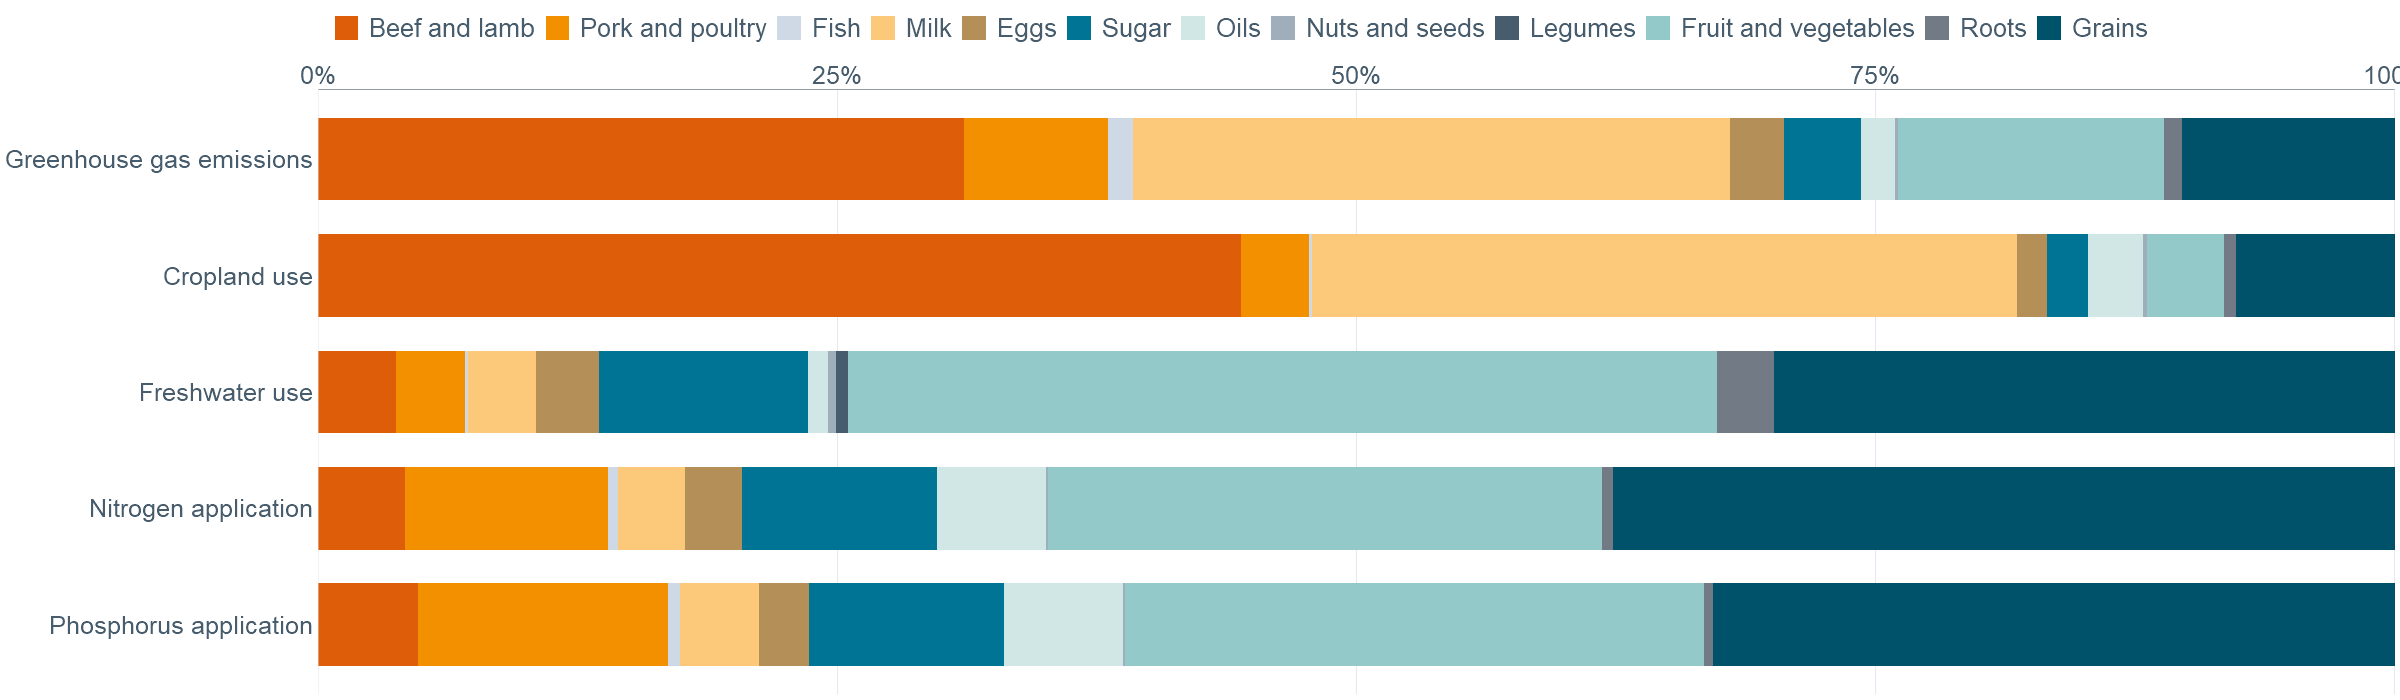 Beef and lamb Pork and poultry Fish Milk Eggs Sugar Oils Nuts and seeds Legumes Fruit and vegetables Roots Grains
0% 25% 50% 75% 100
Greenhouse gas emissions
Cropland use
Freshwater use
Nitrogen application
Phosphorus application